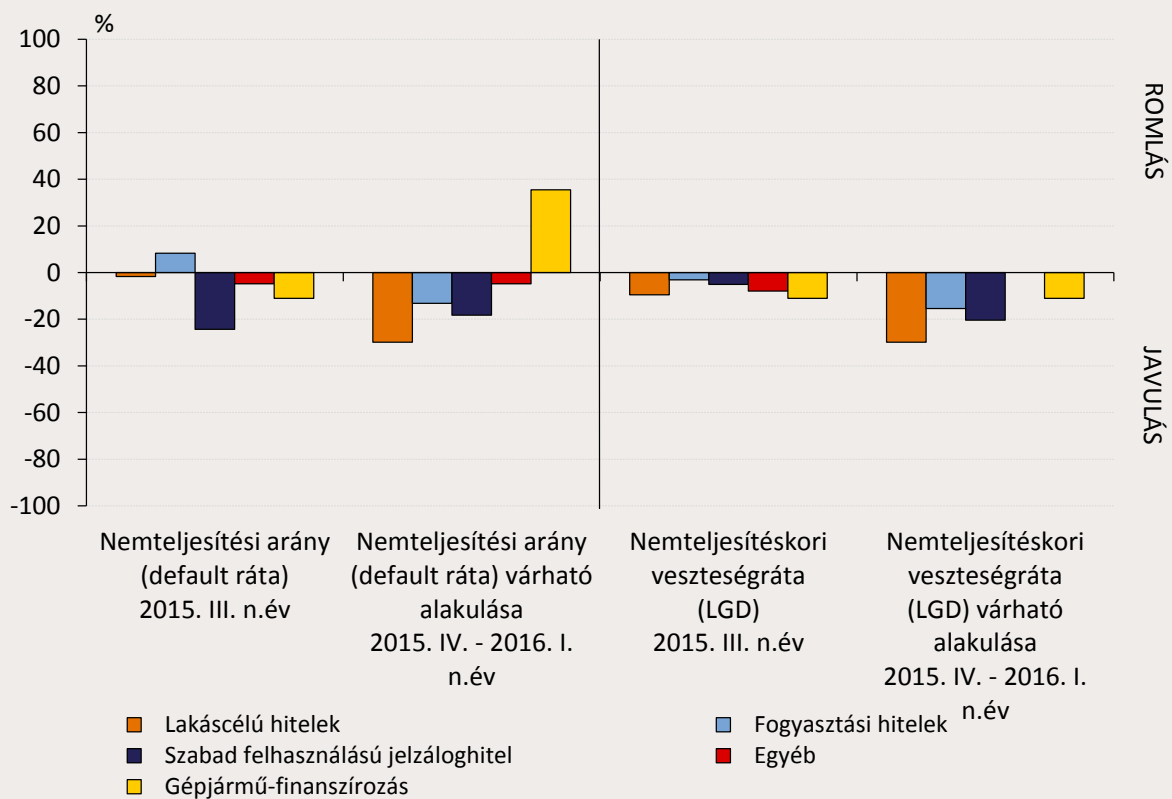 %
100
80
60
40
20
0
-20
-40
-60
-80
-100
ROMLÁS
JAVULÁS
Nemteljesítési arány
(default ráta)
2015. III. n.év
Nemteljesítési arány
(default ráta) várható
alakulása
2015. IV. - 2016. I.
n.év
Nemteljesítéskori
veszteségráta
(LGD)
2015. III. n.év
Nemteljesítéskori
veszteségráta
(LGD) várható
alakulása
2015. IV. - 2016. I.
n.év
Lakáscélú hitelek
Fogyasztási hitelek
Szabad felhasználású jelzáloghitel
Egyéb
Gépjármű-finanszírozás